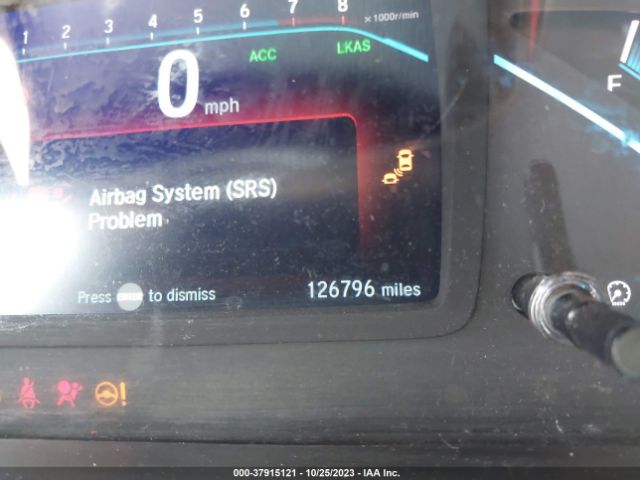 1 2 3 4 5 6 7 8 x 1000r/min
ACC LKAS
0 mph
F
Airbag System (SRS)
Problem
Press ENTER to dismiss
126796 miles
000-37915121 - 10/25/2023 - IAA Inc.